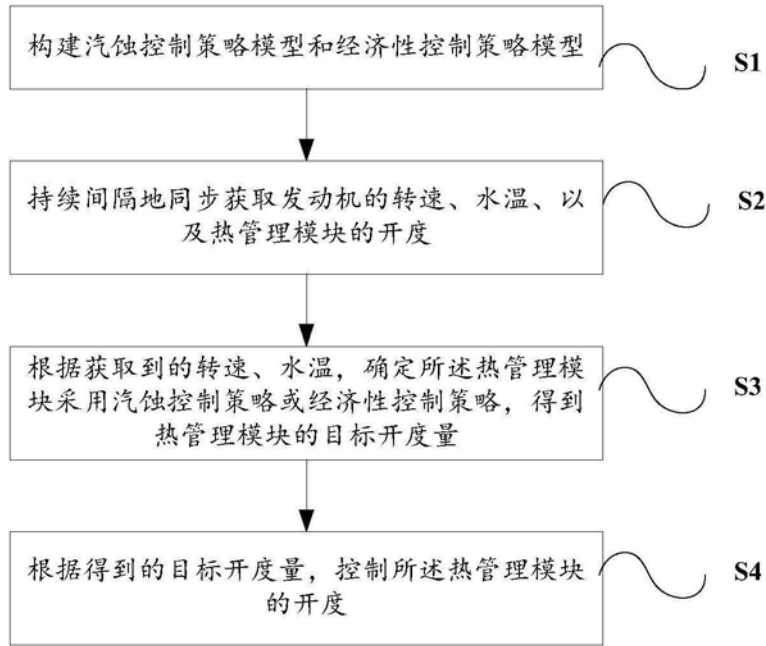 构建汽蚀控制策略模型和经济性控制策略模型
S1
持续间隔地同步获取发动机的转速、水温、以
及热管理模块的开度
S2
根据获取到的转速、水温，确定所述热管理模
块采用汽蚀控制策略或经济性控制策略，得到
热管理模块的目标开度量
S3
根据得到的目标开度量，控制所述热管理模块
的开度
S4